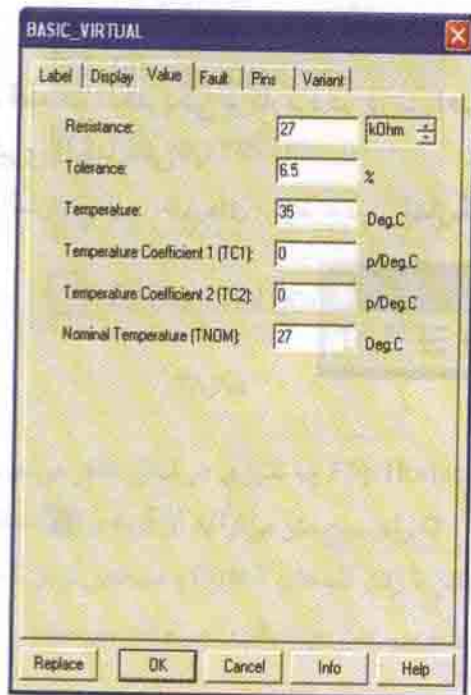 BASIC_VIRTUAL
Label Display Value Fault Pins Variant
Resistance: 27 kOhm
Tolerance: 6.5 %
Temperature: 35 Deg.C
Temperature Coefficient 1 (TC1): 0 p/Deg.C
Temperature Coefficient 2 (TC2): 0 p/Deg.C
Nominal Temperature (TNOM): 27 Deg.C
Replace OK Cancel Info Help